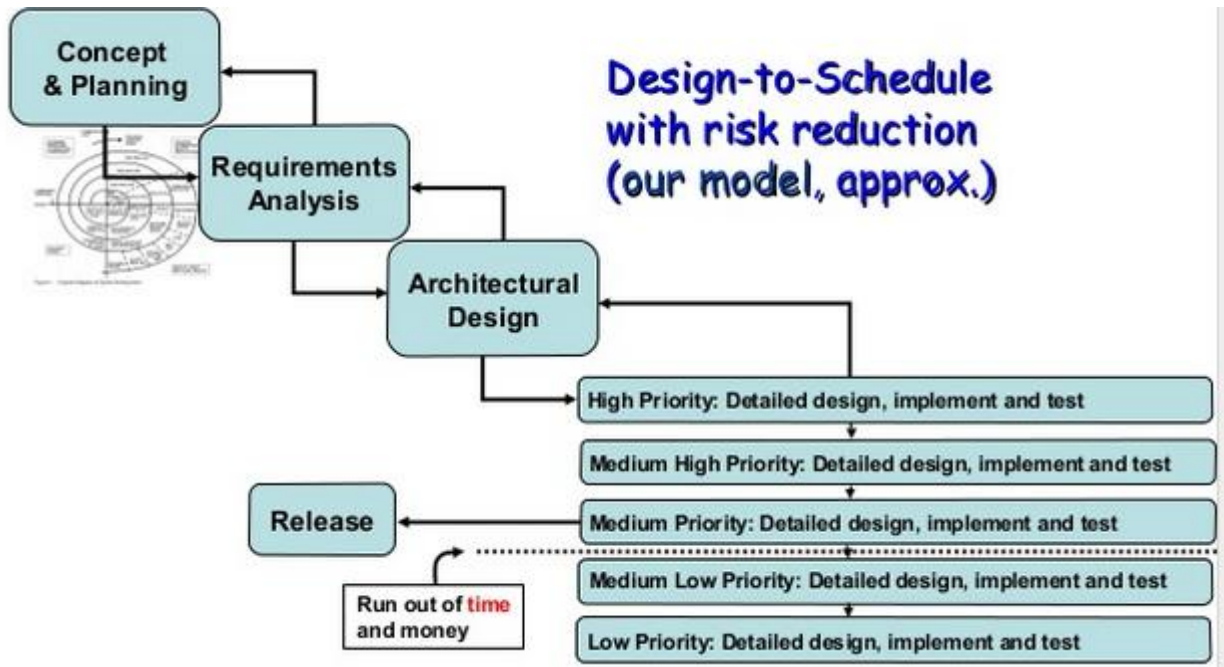 Concept
& Planning
Design-to-Schedule
with risk reduction
(our model, approx.)
Requirements
Analysis
Architectural
Design
High Priority: Detailed design, implement and test
Medium High Priority: Detailed design, implement and test
Release
Medium Priority: Detailed design, implement and test
Run out of time
and money
Medium Low Priority: Detailed design, implement and test
Low Priority: Detailed design, implement and test